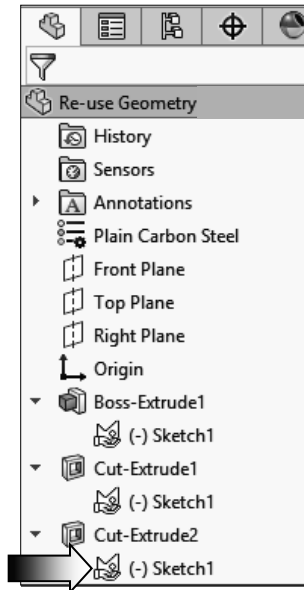 Re-use Geometry
History
Sensors
A Annotations
Plain Carbon Steel
Front Plane
Top Plane
Right Plane
Origin
Boss-Extrude1
(-) Sketch1
Cut-Extrude1
(-) Sketch1
Cut-Extrude2
(-) Sketch1